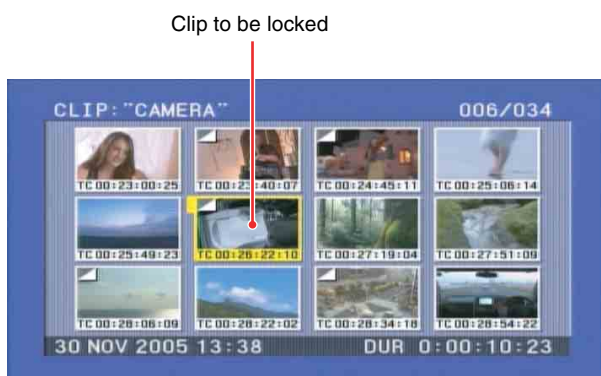 Clip to be locked
CLIP:"CAMERA" 006/034
TC 00:23:00:25 TC 00:23:40:07 TC 00:24:45:11 TC 00:25:06:14
TC 00:25:49:23 TC 00:26:22:10 TC 00:27:19:04 TC 00:27:51:09
TC 00:28:06:09 TC 00:28:22:02 TC 00:28:34:18 TC 00:28:54:22
30 NOV 2005 13:38 DUR 0:00:10:23